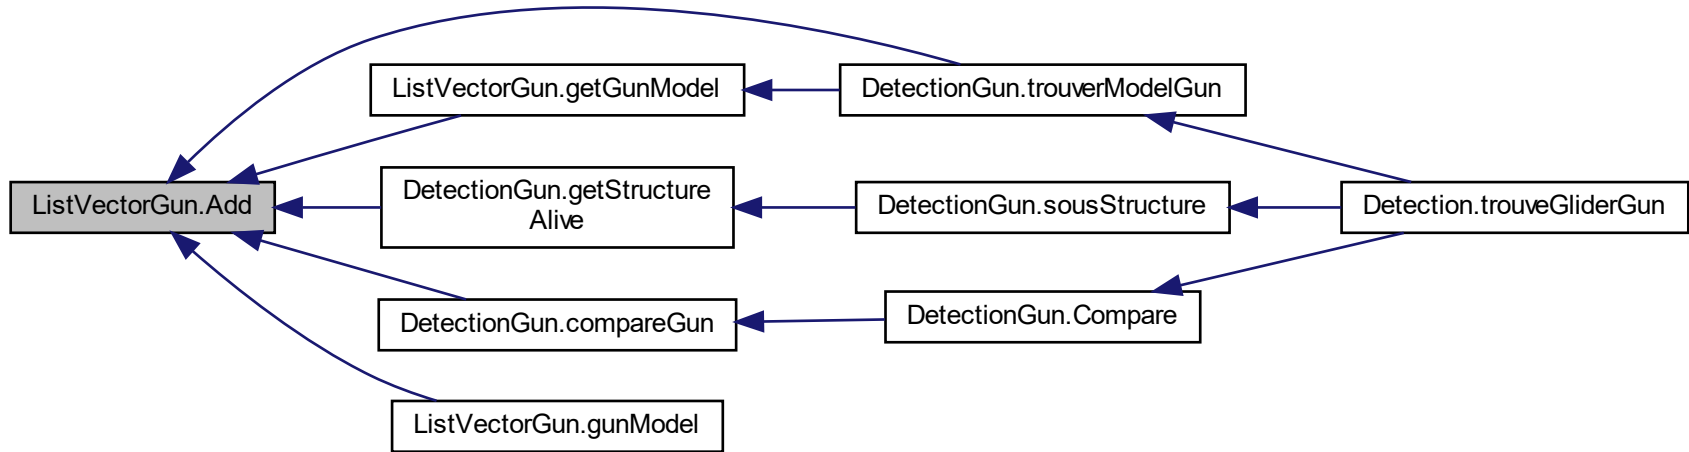 ListVectorGun.getGunModel
DetectionGun.trouverModelGun
ListVectorGun.Add
DetectionGun.getStructure
Alive
DetectionGun.sousStructure
Detection.trouveGliderGun
DetectionGun.compareGun
DetectionGun.Compare
ListVectorGun.gunModel